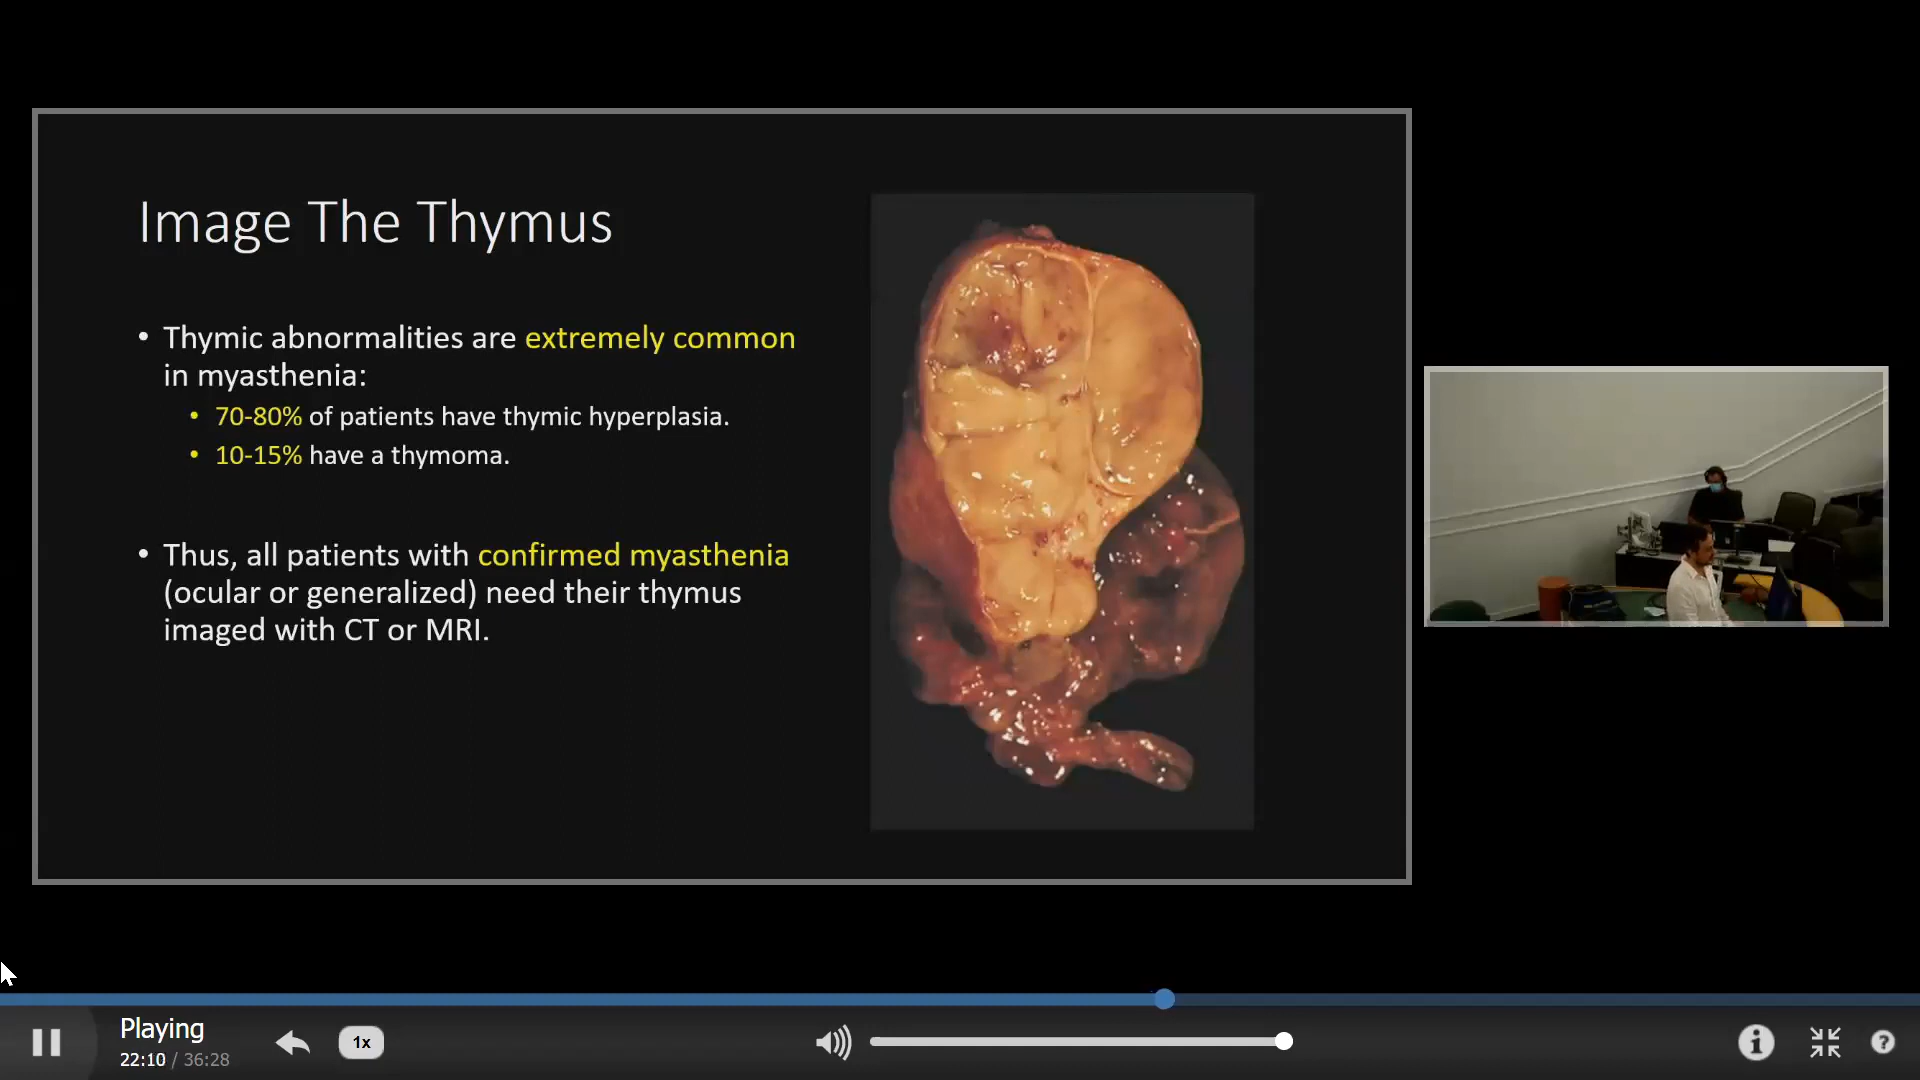 Image The Thymus
• Thymic abnormalities are extremely common
in myasthenia:
• 70-80% of patients have thymic hyperplasia.
• 10-15% have a thymoma.
• Thus, all patients with confirmed myasthenia
(ocular or generalized) need their thymus
imaged with CT or MRI.
Playing
22:10 / 36:28
1x